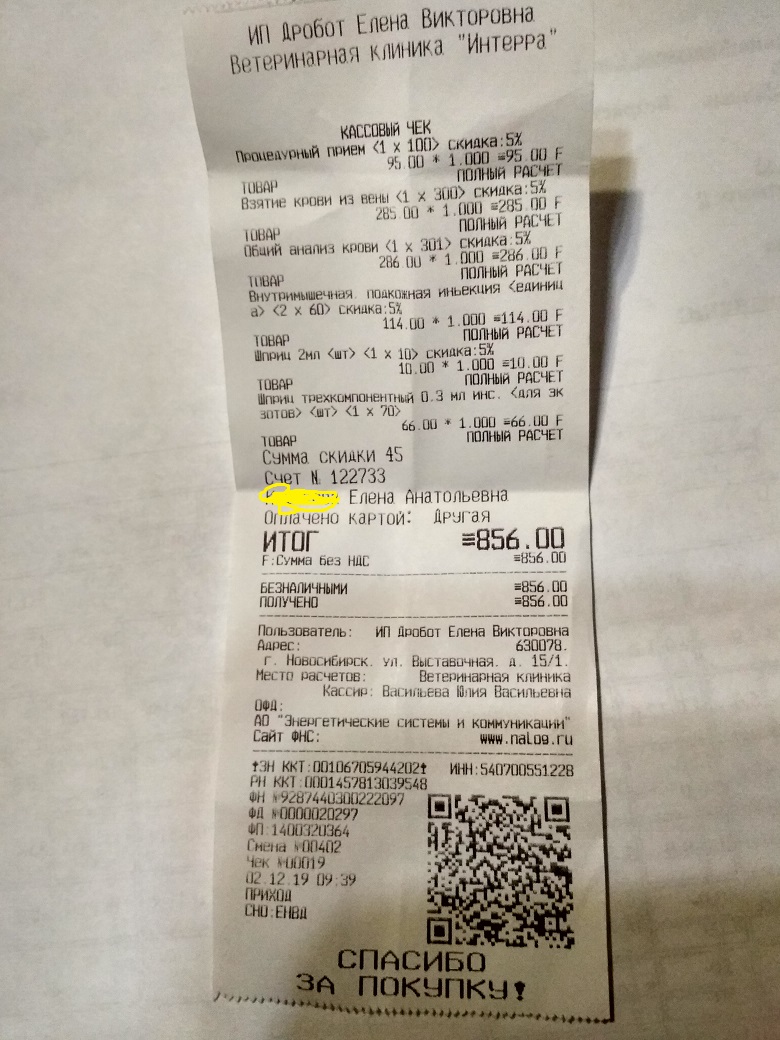 ИП Дробот Елена Викторовна
Ветеринарная клиника "Интерра"
КАССОВЫЙ ЧЕК
Процедурный прием <1 x 100> скидка:5%
95.00 * 1.000 =95.00 F
ПОЛНЫЙ РАСЧЕТ
ТОВАР
Взятие крови из вены <1 x 300> скидка:5%
285.00 * 1.000 =285.00 F
ПОЛНЫЙ РАСЧЕТ
ТОВАР
Общий анализ крови <1 x 301> скидка:5%
286.00 * 1.000 =286.00 F
ПОЛНЫЙ РАСЧЕТ
ТОВАР
Внутримышечная, подкожная иньекция <единиц
а> <2 x 60> скидка:5%
114.00 * 1.000 =114.00 F
ПОЛНЫЙ РАСЧЕТ
ТОВАР
Шприц 2мл <шт> <1 x 10> скидка:5%
10.00 * 1.000 =10.00 F
ПОЛНЫЙ РАСЧЕТ
ТОВАР
Шприц трехкомпонентный 0.3 мл инс. <для эк
зотов> <шт> <1 x 70>
66.00 * 1.000 =66.00 F
ПОЛНЫЙ РАСЧЕТ
ТОВАР
Сумма скидки 45
Счет № 122733
Елена Анатольевна
Оплачено картой: Другая
ИТОГ =856.00
F:Сумма без НДС =856.00
БЕЗНАЛИЧНЫМИ =856.00
ПОЛУЧЕНО =856.00
Пользователь: ИП Дробот Елена Викторовна
Адрес: 630078,
г. Новосибирск, ул. Выставочная, д. 15/1.
Место расчетов: Ветеринарная клиника
Кассир: Васильева Юлия Васильевна
ОФД:
АО "Энергетические системы и коммуникации"
Сайт ФНС: www.nalog.ru
ЗН ККТ:00106705944202 ИНН:540700551228
РН ККТ:0001457813039548
ФН №9287440300222097
ФД №0000020297
ФП:1400320364
Смена №00402
Чек №00019
02.12.19 09:39
ПРИХОД
СНО:ЕНВД
СПАСИБО
ЗА ПОКУПКУ!